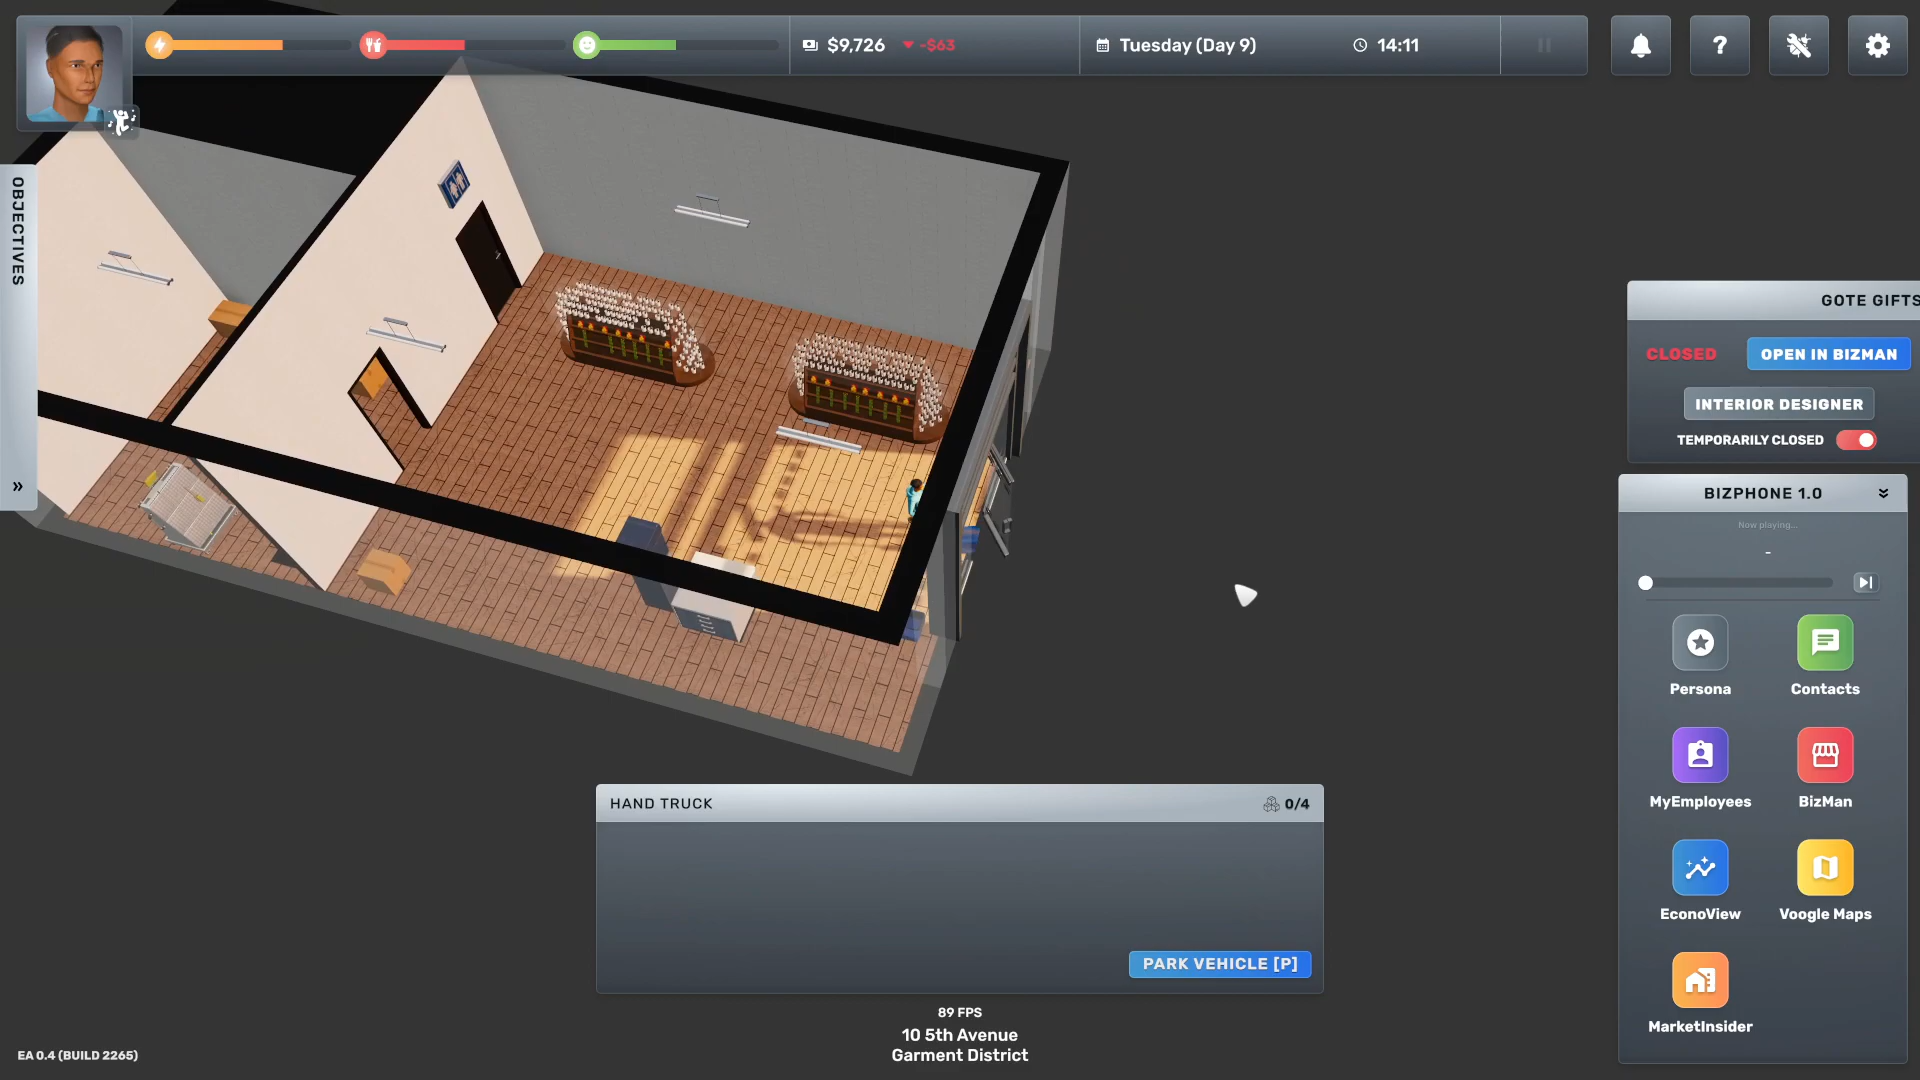 $9,726
-$63
Tuesday (Day 9)
14:11
?
OBJECTIVES
»
GOTE GIFTS
CLOSED
OPEN IN BIZMAN
INTERIOR DESIGNER
TEMPORARILY CLOSED
BIZPHONE 1.0
Now playing...
-
Persona
Contacts
MyEmployees
BizMan
EconoView
Voogle Maps
MarketInsider
HAND TRUCK
0/4
PARK VEHICLE [P]
89 FPS
10 5th Avenue
Garment District
EA 0.4 (BUILD 2265)